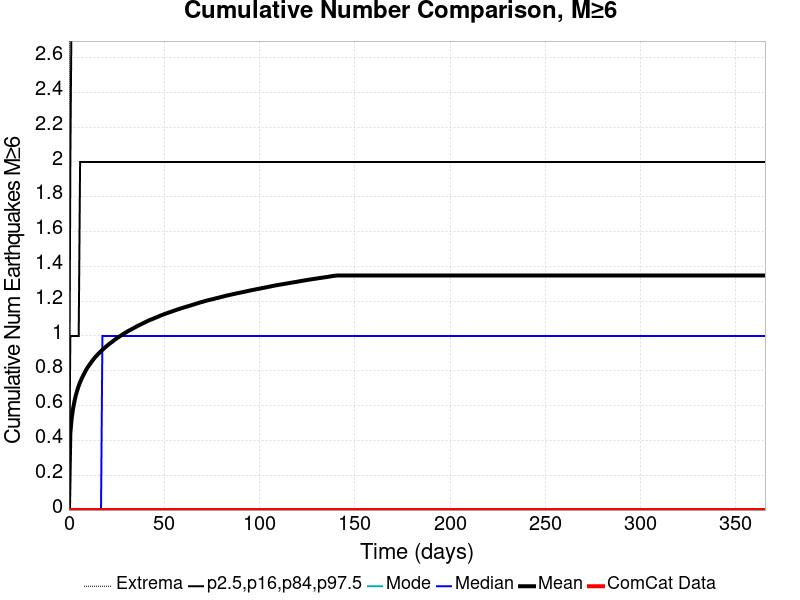 Cumulative Number Comparison, M≥6
Cumulative Num Earthquakes M≥6
2.6
2.4
2.2
2
1.8
1.6
1.4
1.2
1
0.8
0.6
0.4
0.2
0
0 50 100 150 200 250 300 350
Time (days)
Extrema p2.5,p16,p84,p97.5 Mode Median Mean ComCat Data